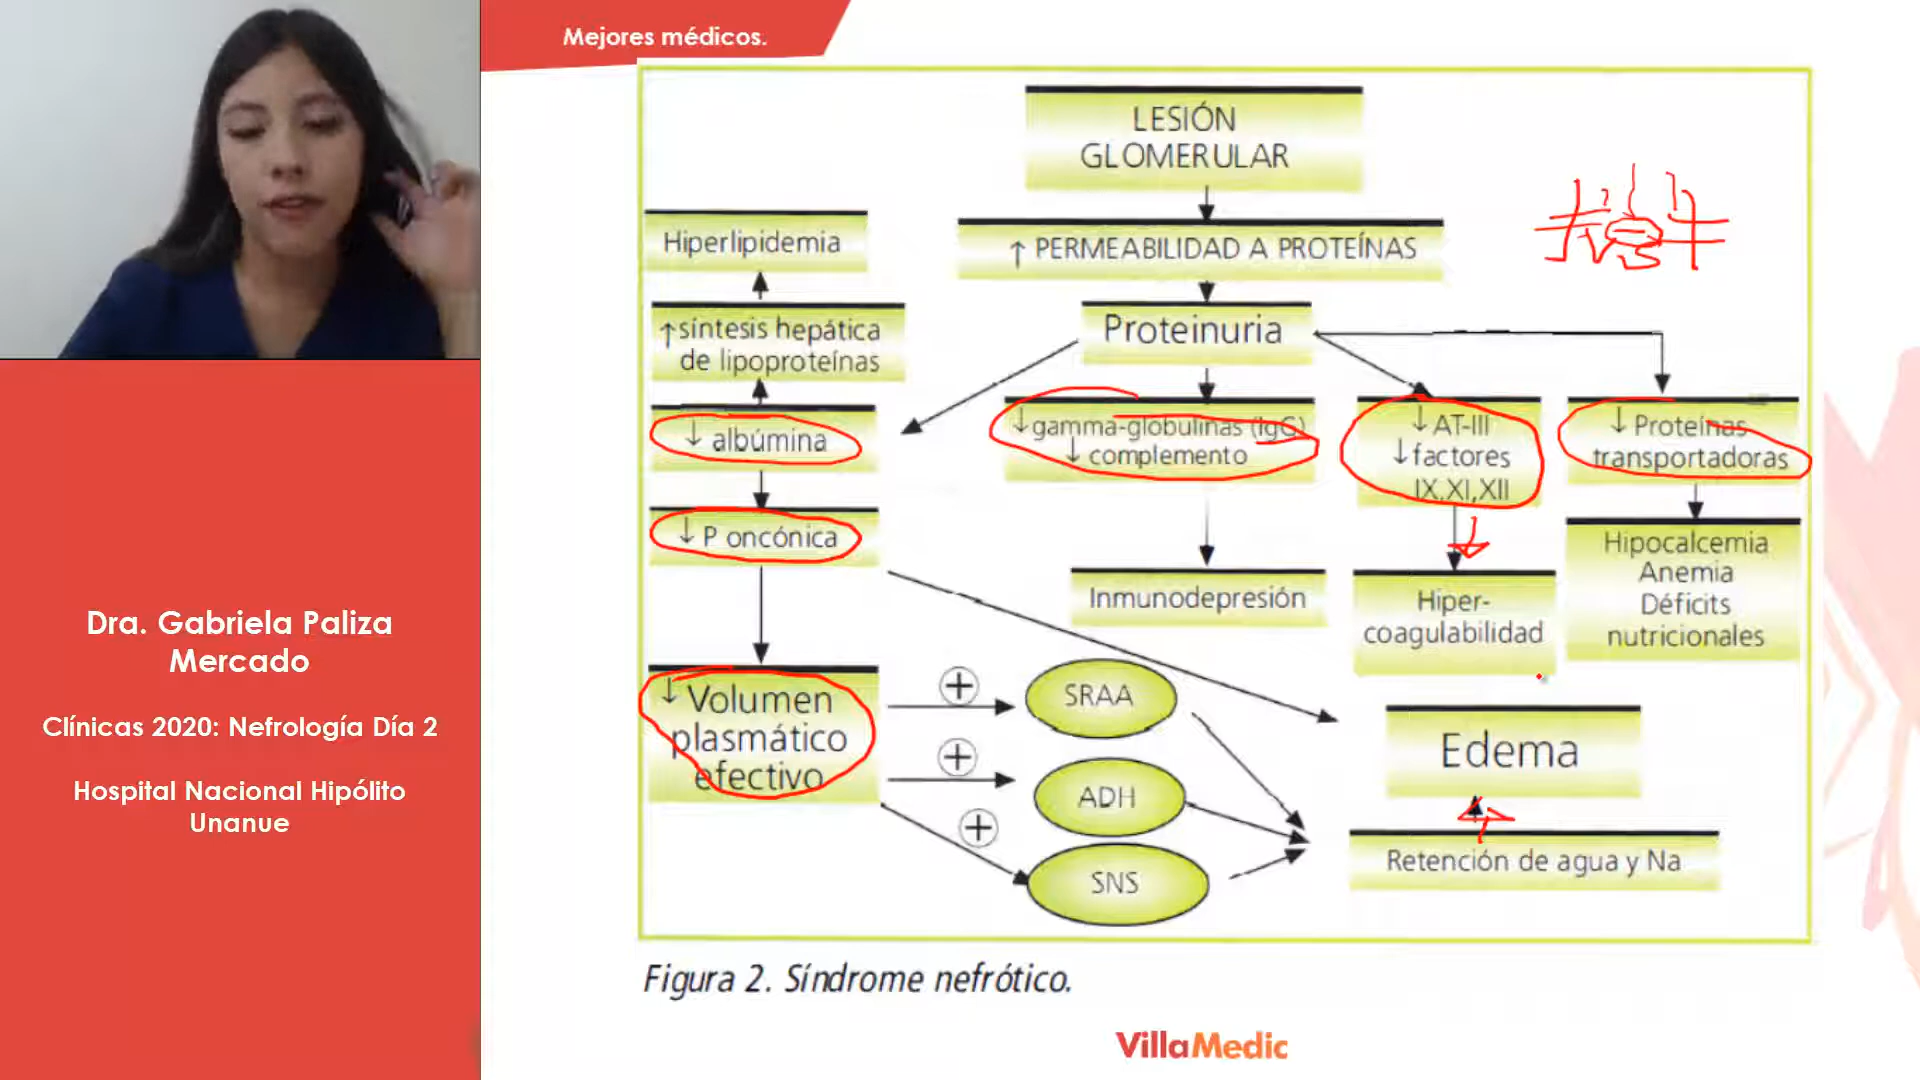 Mejores médicos.
LESIÓN
GLOMERULAR
↑ PERMEABILIDAD A PROTEÍNAS
Hiperlipidemia
↑síntesis hepática
de lipoproteínas
Proteinuria
↓ albúmina
↓gamma-globulinas (IgG)
↓ complemento
↓ AT-III
↓factores
IX,XI,XII
↓ Proteínas
transportadoras
↓ P oncónica
Inmunodepresión
Hiper-
coagulabilidad
Hipocalcemia
Anemia
Déficits
nutricionales
↓ Volumen
plasmático
efectivo
+
SRAA
+
ADH
+
SNS
Edema
Retención de agua y Na
Figura 2. Síndrome nefrótico.
Dra. Gabriela Paliza
Mercado
Clínicas 2020: Nefrología Día 2
Hospital Nacional Hipólito
Unanue
VillaMedic